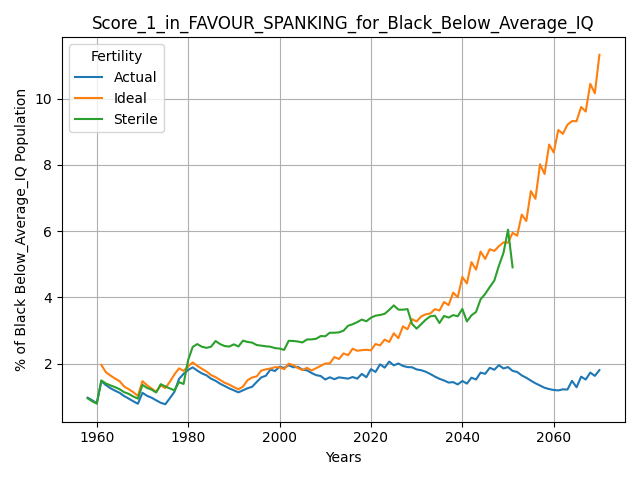 Score_1_in_FAVOUR_SPANKING_for_Black_Below_Average_IQ
% of Black Below_Average_IQ Population
10
8
6
4
2
Fertility
Actual
Ideal
Sterile
1960 1980 2000 2020 2040 2060
Years